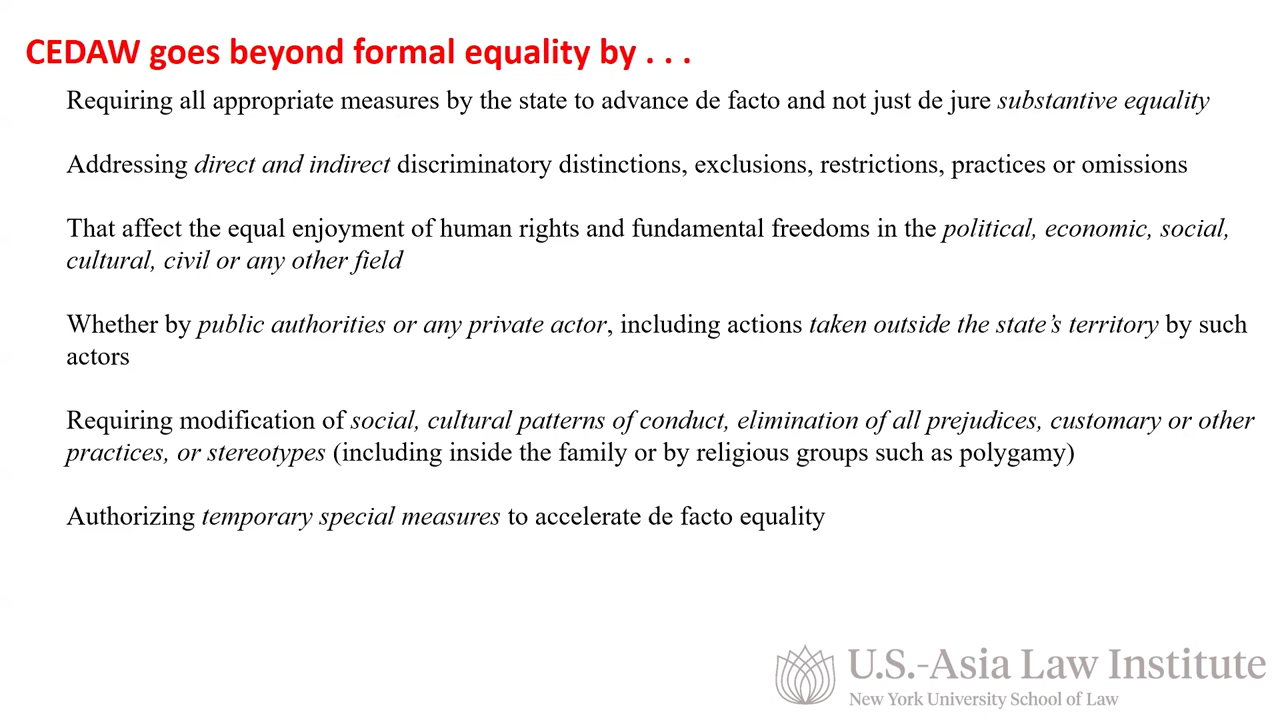 CEDAW goes beyond formal equality by . . .
Requiring all appropriate measures by the state to advance de facto and not just de jure substantive equality
Addressing direct and indirect discriminatory distinctions, exclusions, restrictions, practices or omissions
That affect the equal enjoyment of human rights and fundamental freedoms in the political, economic, social,
cultural, civil or any other field
Whether by public authorities or any private actor, including actions taken outside the state’s territory by such
actors
Requiring modification of social, cultural patterns of conduct, elimination of all prejudices, customary or other
practices, or stereotypes (including inside the family or by religious groups such as polygamy)
Authorizing temporary special measures to accelerate de facto equality
U.S.-Asia Law Institute
New York University School of Law